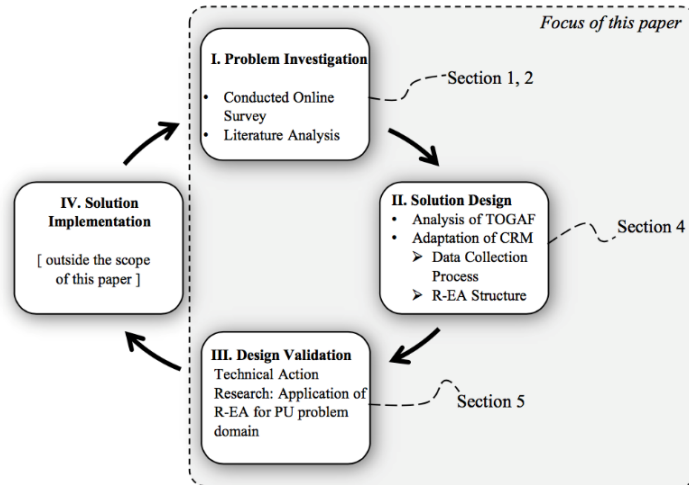 Focus of this paper
I. Problem Investigation
• Conducted Online
Survey
• Literature Analysis
Section 1, 2
IV. Solution
Implementation
[ outside the scope
of this paper ]
II. Solution Design
• Analysis of TOGAF
• Adaptation of CRM
➢ Data Collection
Process
➢ R-EA Structure
Section 4
III. Design Validation
Technical Action
Research: Application of
R-EA for PU problem
domain
Section 5